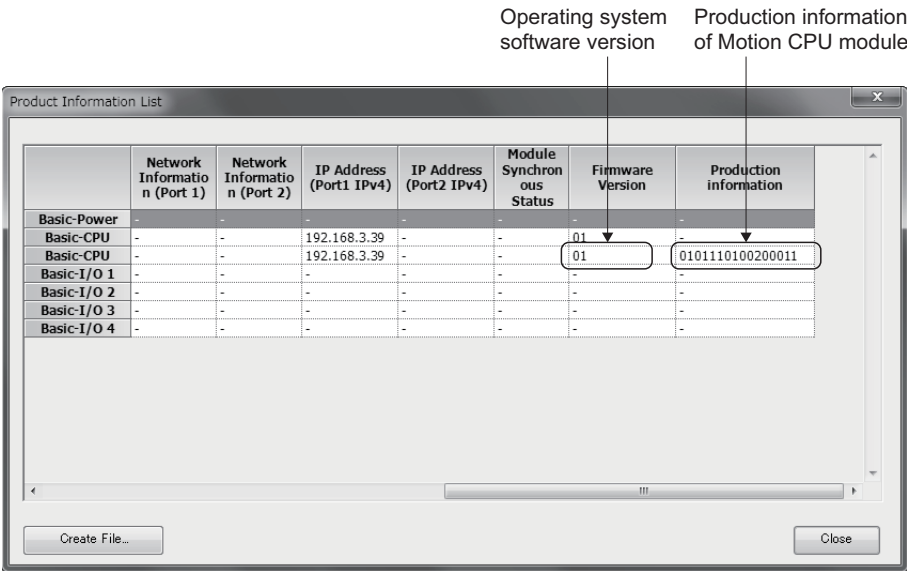 Operating system software version
Production information of Motion CPU module
Product Information List
x
Network Informatio n (Port 1) Network Informatio n (Port 2) IP Address (Port1 IPv4) IP Address (Port2 IPv4) Module Synchron ous Status Firmware Version Production information
Basic-Power - - - - - - -
Basic-CPU - - 192.168.3.39 - - 01 -
Basic-CPU - - 192.168.3.39 - - 01 0101110100200011
Basic-I/O 1 - - - - - - -
Basic-I/O 2 - - - - - - -
Basic-I/O 3 - - - - - - -
Basic-I/O 4 - - - - - - -
Create File...
Close